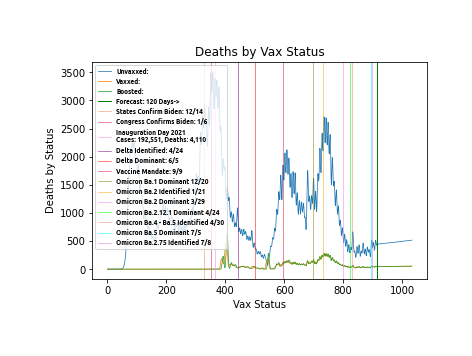 Deaths by Vax Status
Deaths by Status
3500
3000
2500
2000
1500
1000
500
0
Unvaxxed:
Vaxxed:
Boosted:
Forecast: 120 Days->
States Confirm Biden: 12/14
Congress Confirms Biden: 1/6
Inauguration Day 2021
Cases: 192,551, Deaths: 4,110
Delta Identified: 4/24
Delta Dominant: 6/5
Vaccine Mandate: 9/9
Omicron Ba.1 Dominant 12/20
Omicron Ba.2 Identified 1/21
Omicron Ba.2 Dominant 3/29
Omicron Ba.2.12.1 Dominant 4/24
Omicron Ba.4 - Ba.5 Identified 4/30
Omicron Ba.5 Dominant 7/5
Omicron Ba.2.75 Identified 7/8
0
200
400
600
800
1000
Vax Status